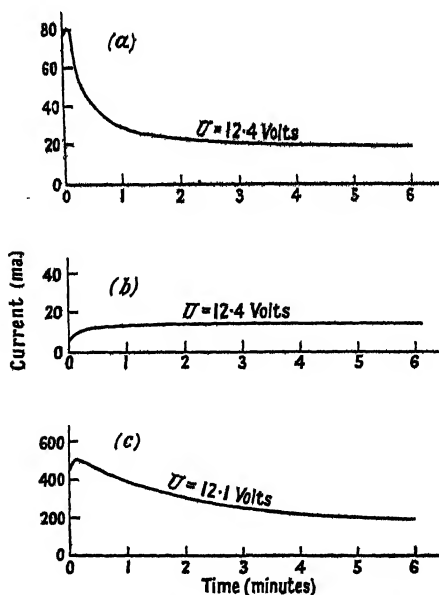 80
60
40
20
0
(a)
U = 12·4 Volts
0 1 2 3 4 5 6
Current (ma.)
40
20
0
(b)
U = 12·4 Volts
0 1 2 3 4 5 6
600
400
200
0
(c)
U = 12·1 Volts
0 1 2 3 4 5 6
Time (minutes)